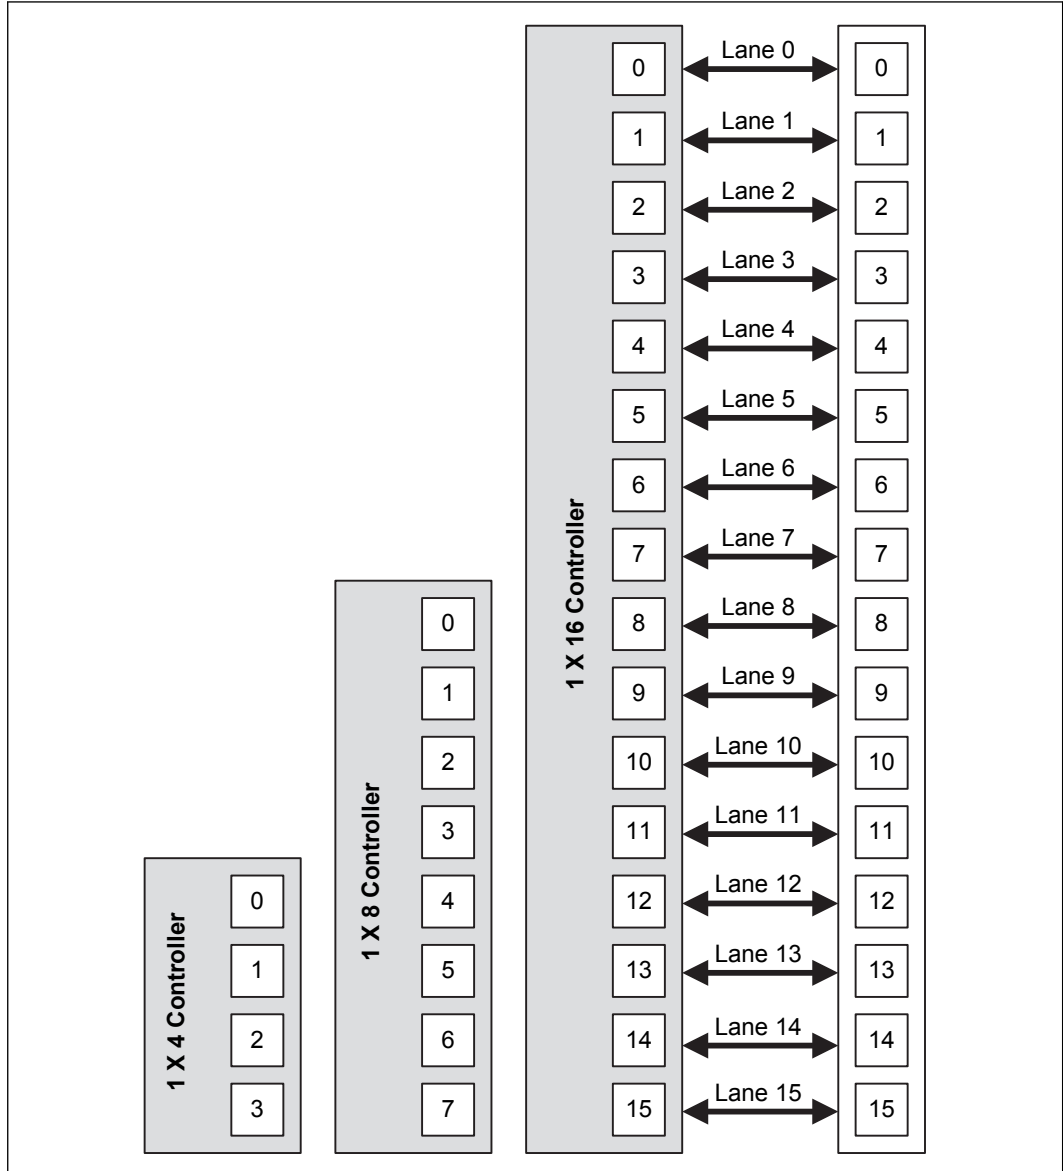 1 X 4 Controller
0
1
2
3
1 X 8 Controller
0
1
2
3
4
5
6
7
1 X 16 Controller
0 Lane 0 0
1 Lane 1 1
2 Lane 2 2
3 Lane 3 3
4 Lane 4 4
5 Lane 5 5
6 Lane 6 6
7 Lane 7 7
8 Lane 8 8
9 Lane 9 9
10 Lane 10 10
11 Lane 11 11
12 Lane 12 12
13 Lane 13 13
14 Lane 14 14
15 Lane 15 15